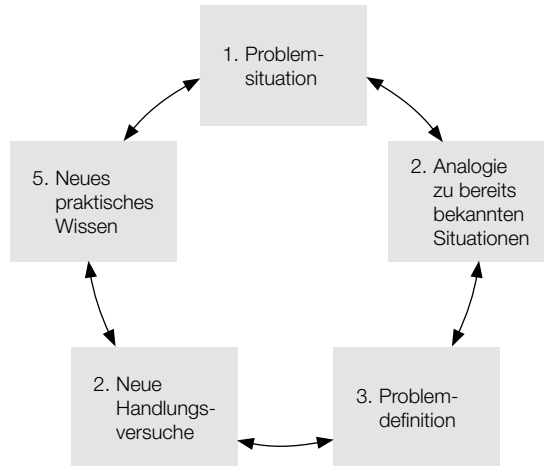 1. Problem-
situation
2. Analogie
zu bereits
bekannten
Situationen
3. Problem-
definition
2. Neue
Handlungs-
versuche
5. Neues
praktisches
Wissen